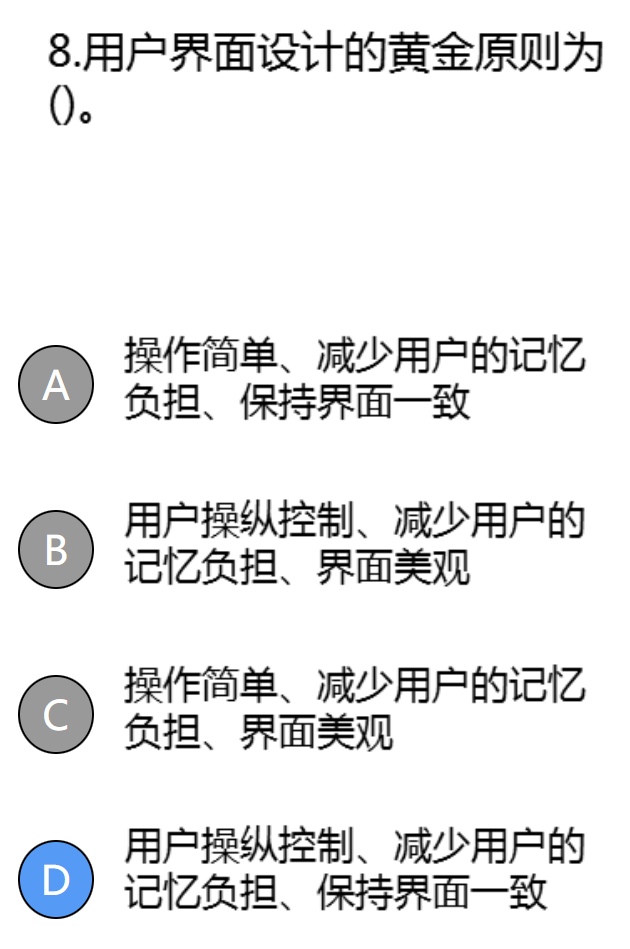 8.用户界面设计的黄金原则为
()。
A
操作简单、减少用户的记忆
负担、保持界面一致
B
用户操纵控制、减少用户的
记忆负担、界面美观
C
操作简单、减少用户的记忆
负担、界面美观
D
用户操纵控制、减少用户的
记忆负担、保持界面一致